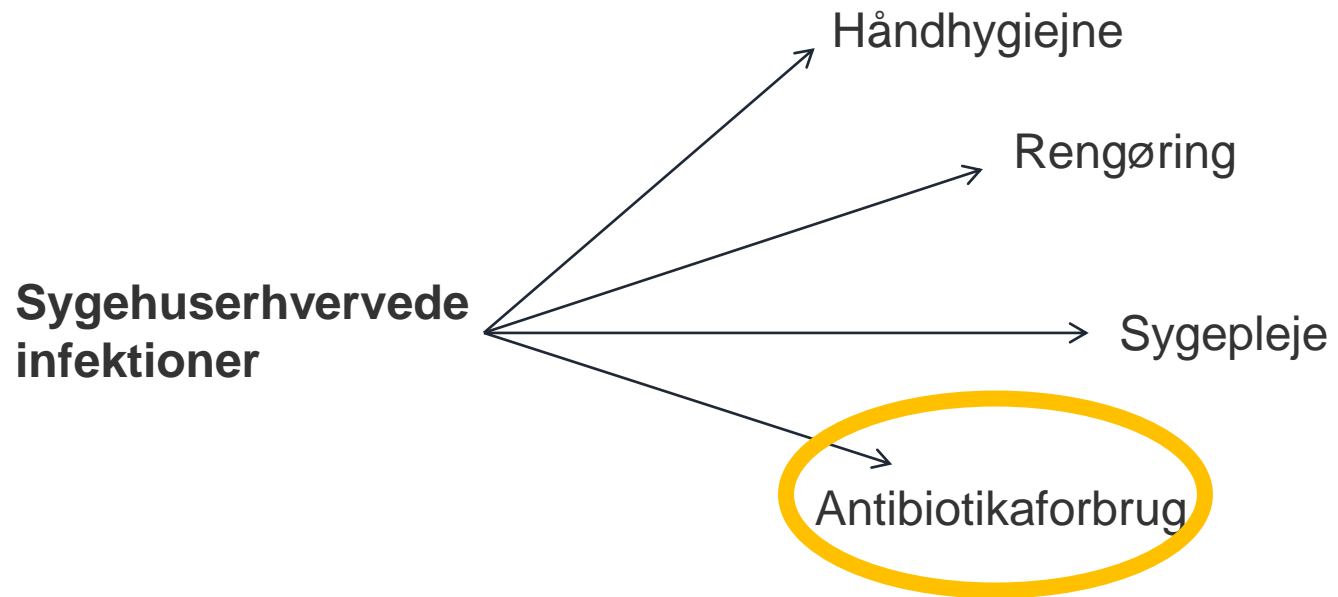 Håndhygiejne
Rengøring
Sygehuserhvervede
infektioner
Sygepleje
Antibiotikaforbrug